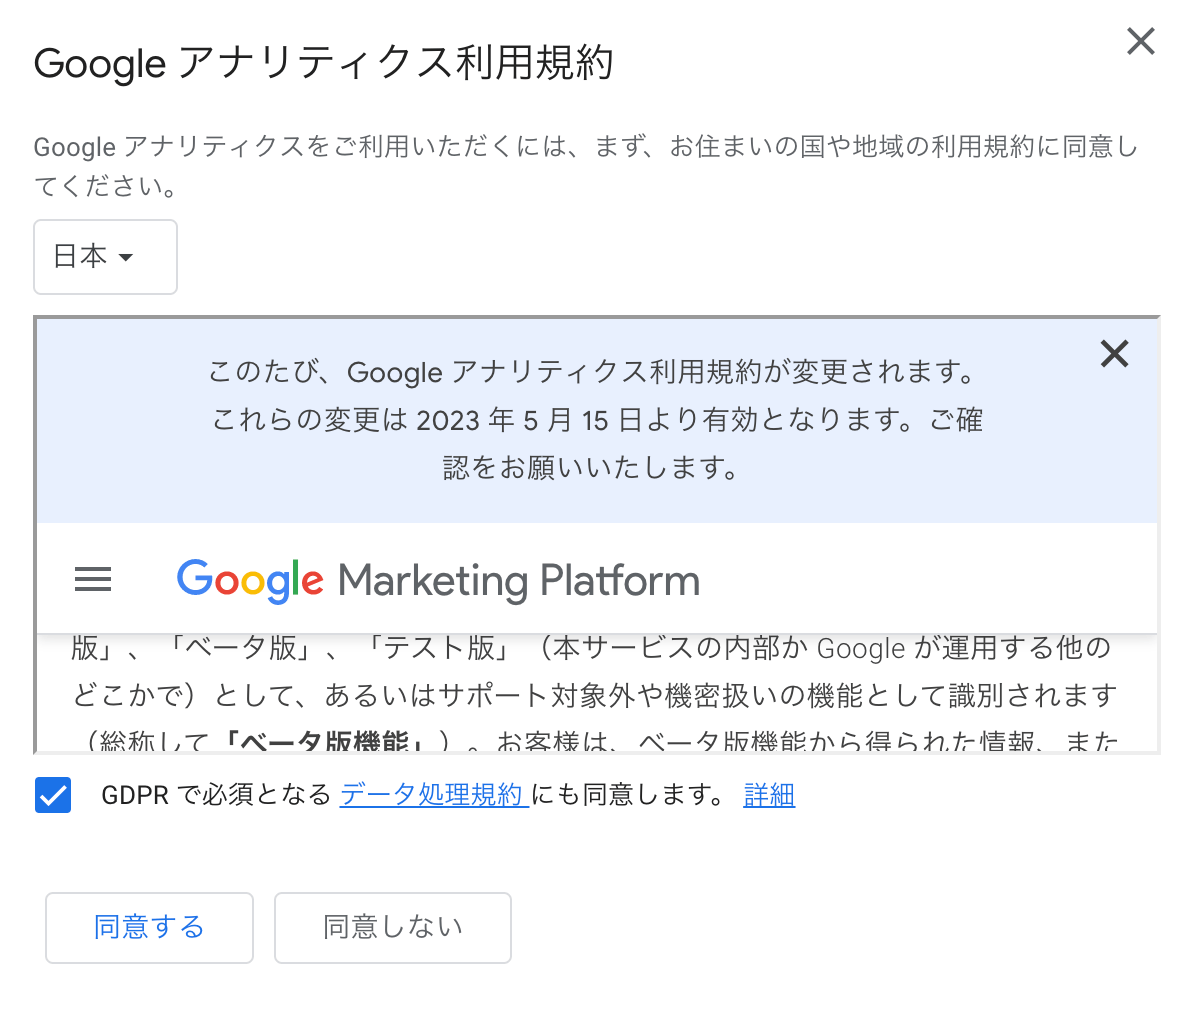 Google アナリティクス利用規約
Google アナリティクスをご利用いただくには、まず、お住まいの国や地域の利用規約に同意し
てください。
日本
このたび、Google アナリティクス利用規約が変更されます。
これらの変更は 2023 年 5 月 15 日より有効となります。ご確
認をお願いいたします。
Google Marketing Platform
版」、「ベータ版」、「テスト版」（本サービスの内部か Google が運用する他の
どこかで）として、あるいはサポート対象外や機密扱いの機能として識別されます
（総称して「ベータ版機能」）。お客様は、ベータ版機能から得られた情報、また
GDPR で必須となる データ処理規約 にも同意します。 詳細
同意する
同意しない